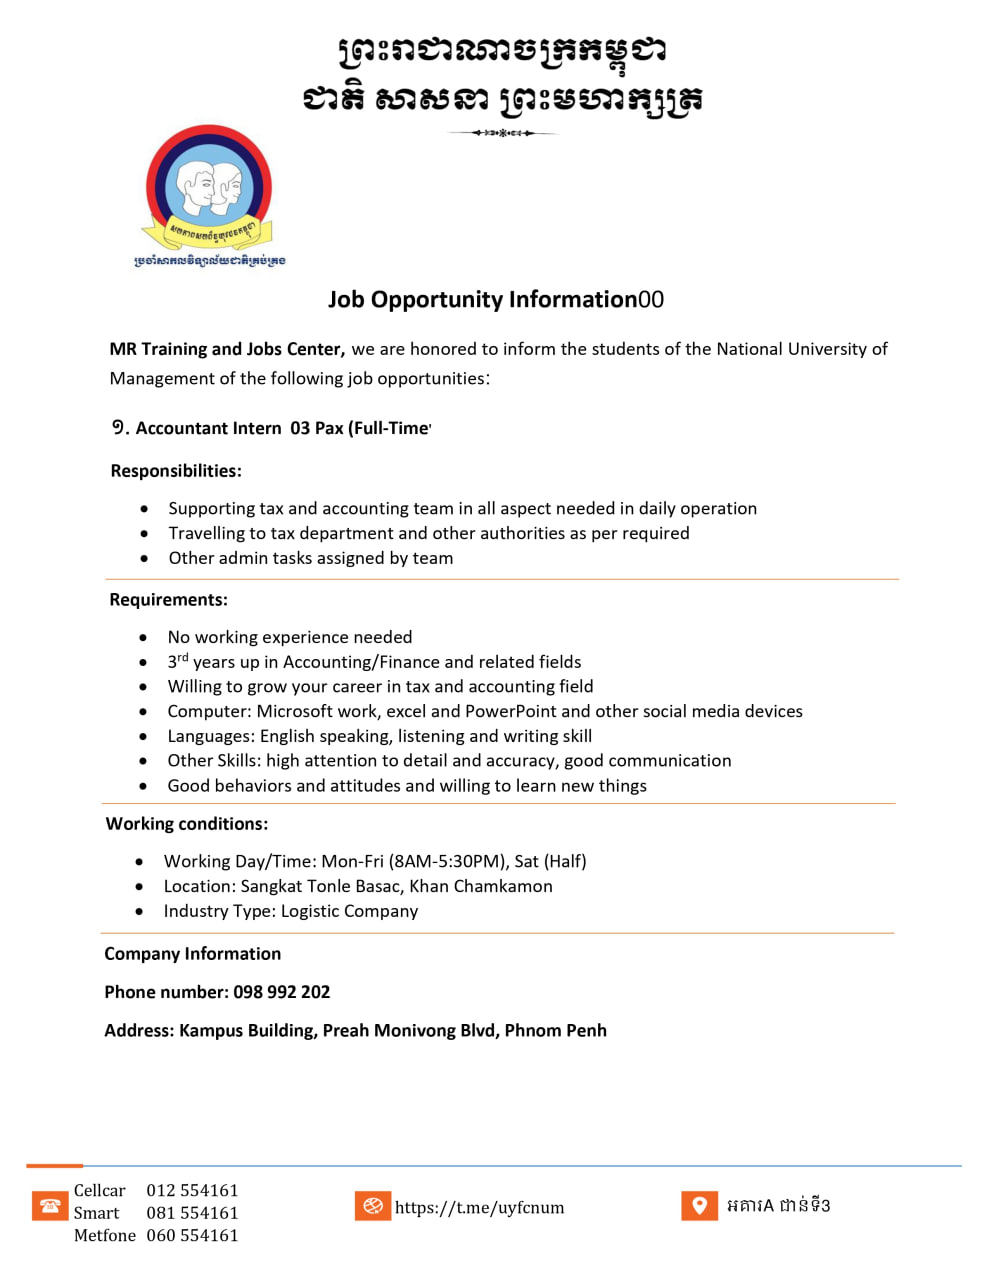 ព្រះរាជាណាចក្រកម្ពុជា
ជាតិ សាសនា ព្រះមហាក្សត្រ
សហភាពសហព័ន្ធយុវជនកម្ពុជា
ប្រចាំសាកលវិទ្យាល័យជាតិគ្រប់គ្រង
Job Opportunity Information00
MR Training and Jobs Center, we are honored to inform the students of the National University of
Management of the following job opportunities:
១. Accountant Intern 03 Pax (Full-Time'
Responsibilities:
• Supporting tax and accounting team in all aspect needed in daily operation
• Travelling to tax department and other authorities as per required
• Other admin tasks assigned by team
Requirements:
• No working experience needed
• 3rd years up in Accounting/Finance and related fields
• Willing to grow your career in tax and accounting field
• Computer: Microsoft work, excel and PowerPoint and other social media devices
• Languages: English speaking, listening and writing skill
• Other Skills: high attention to detail and accuracy, good communication
• Good behaviors and attitudes and willing to learn new things
Working conditions:
• Working Day/Time: Mon-Fri (8AM-5:30PM), Sat (Half)
• Location: Sangkat Tonle Basac, Khan Chamkamon
• Industry Type: Logistic Company
Company Information
Phone number: 098 992 202
Address: Kampus Building, Preah Monivong Blvd, Phnom Penh
Cellcar 012 554161
Smart 081 554161
Metfone 060 554161
https://t.me/uyfcnum
អគារA ជាន់ទី3